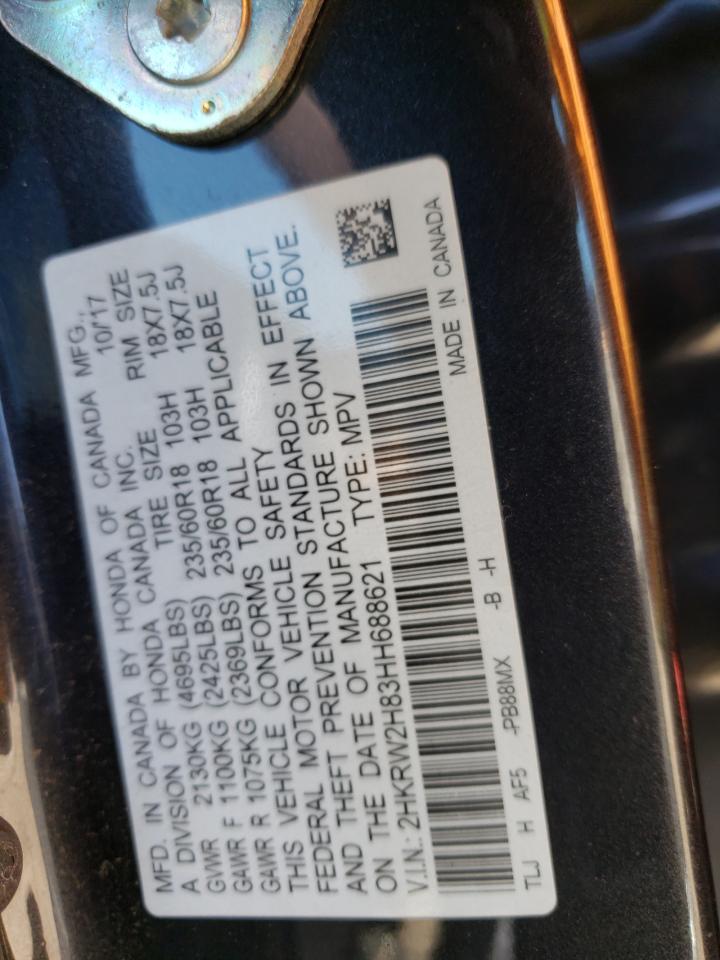 MFD. IN CANADA BY HONDA OF CANADA MFG.,
A DIVISION OF HONDA CANADA INC. 10/17
GVWR 2130KG (4695LBS) TIRE SIZE RIM SIZE
GAWR F 1100KG (2425LBS) 235/60R18 103H 18X7.5J
GAWR R 1075KG (2369LBS) 235/60R18 103H 18X7.5J
THIS VEHICLE CONFORMS TO ALL APPLICABLE
FEDERAL MOTOR VEHICLE SAFETY
AND THEFT PREVENTION STANDARDS IN EFFECT
ON THE DATE OF MANUFACTURE SHOWN ABOVE.
V.I.N.: 2HKRW2H83HH688621 TYPE: MPV
TLJ H AF5 -PB88MX -B -H MADE IN CANADA